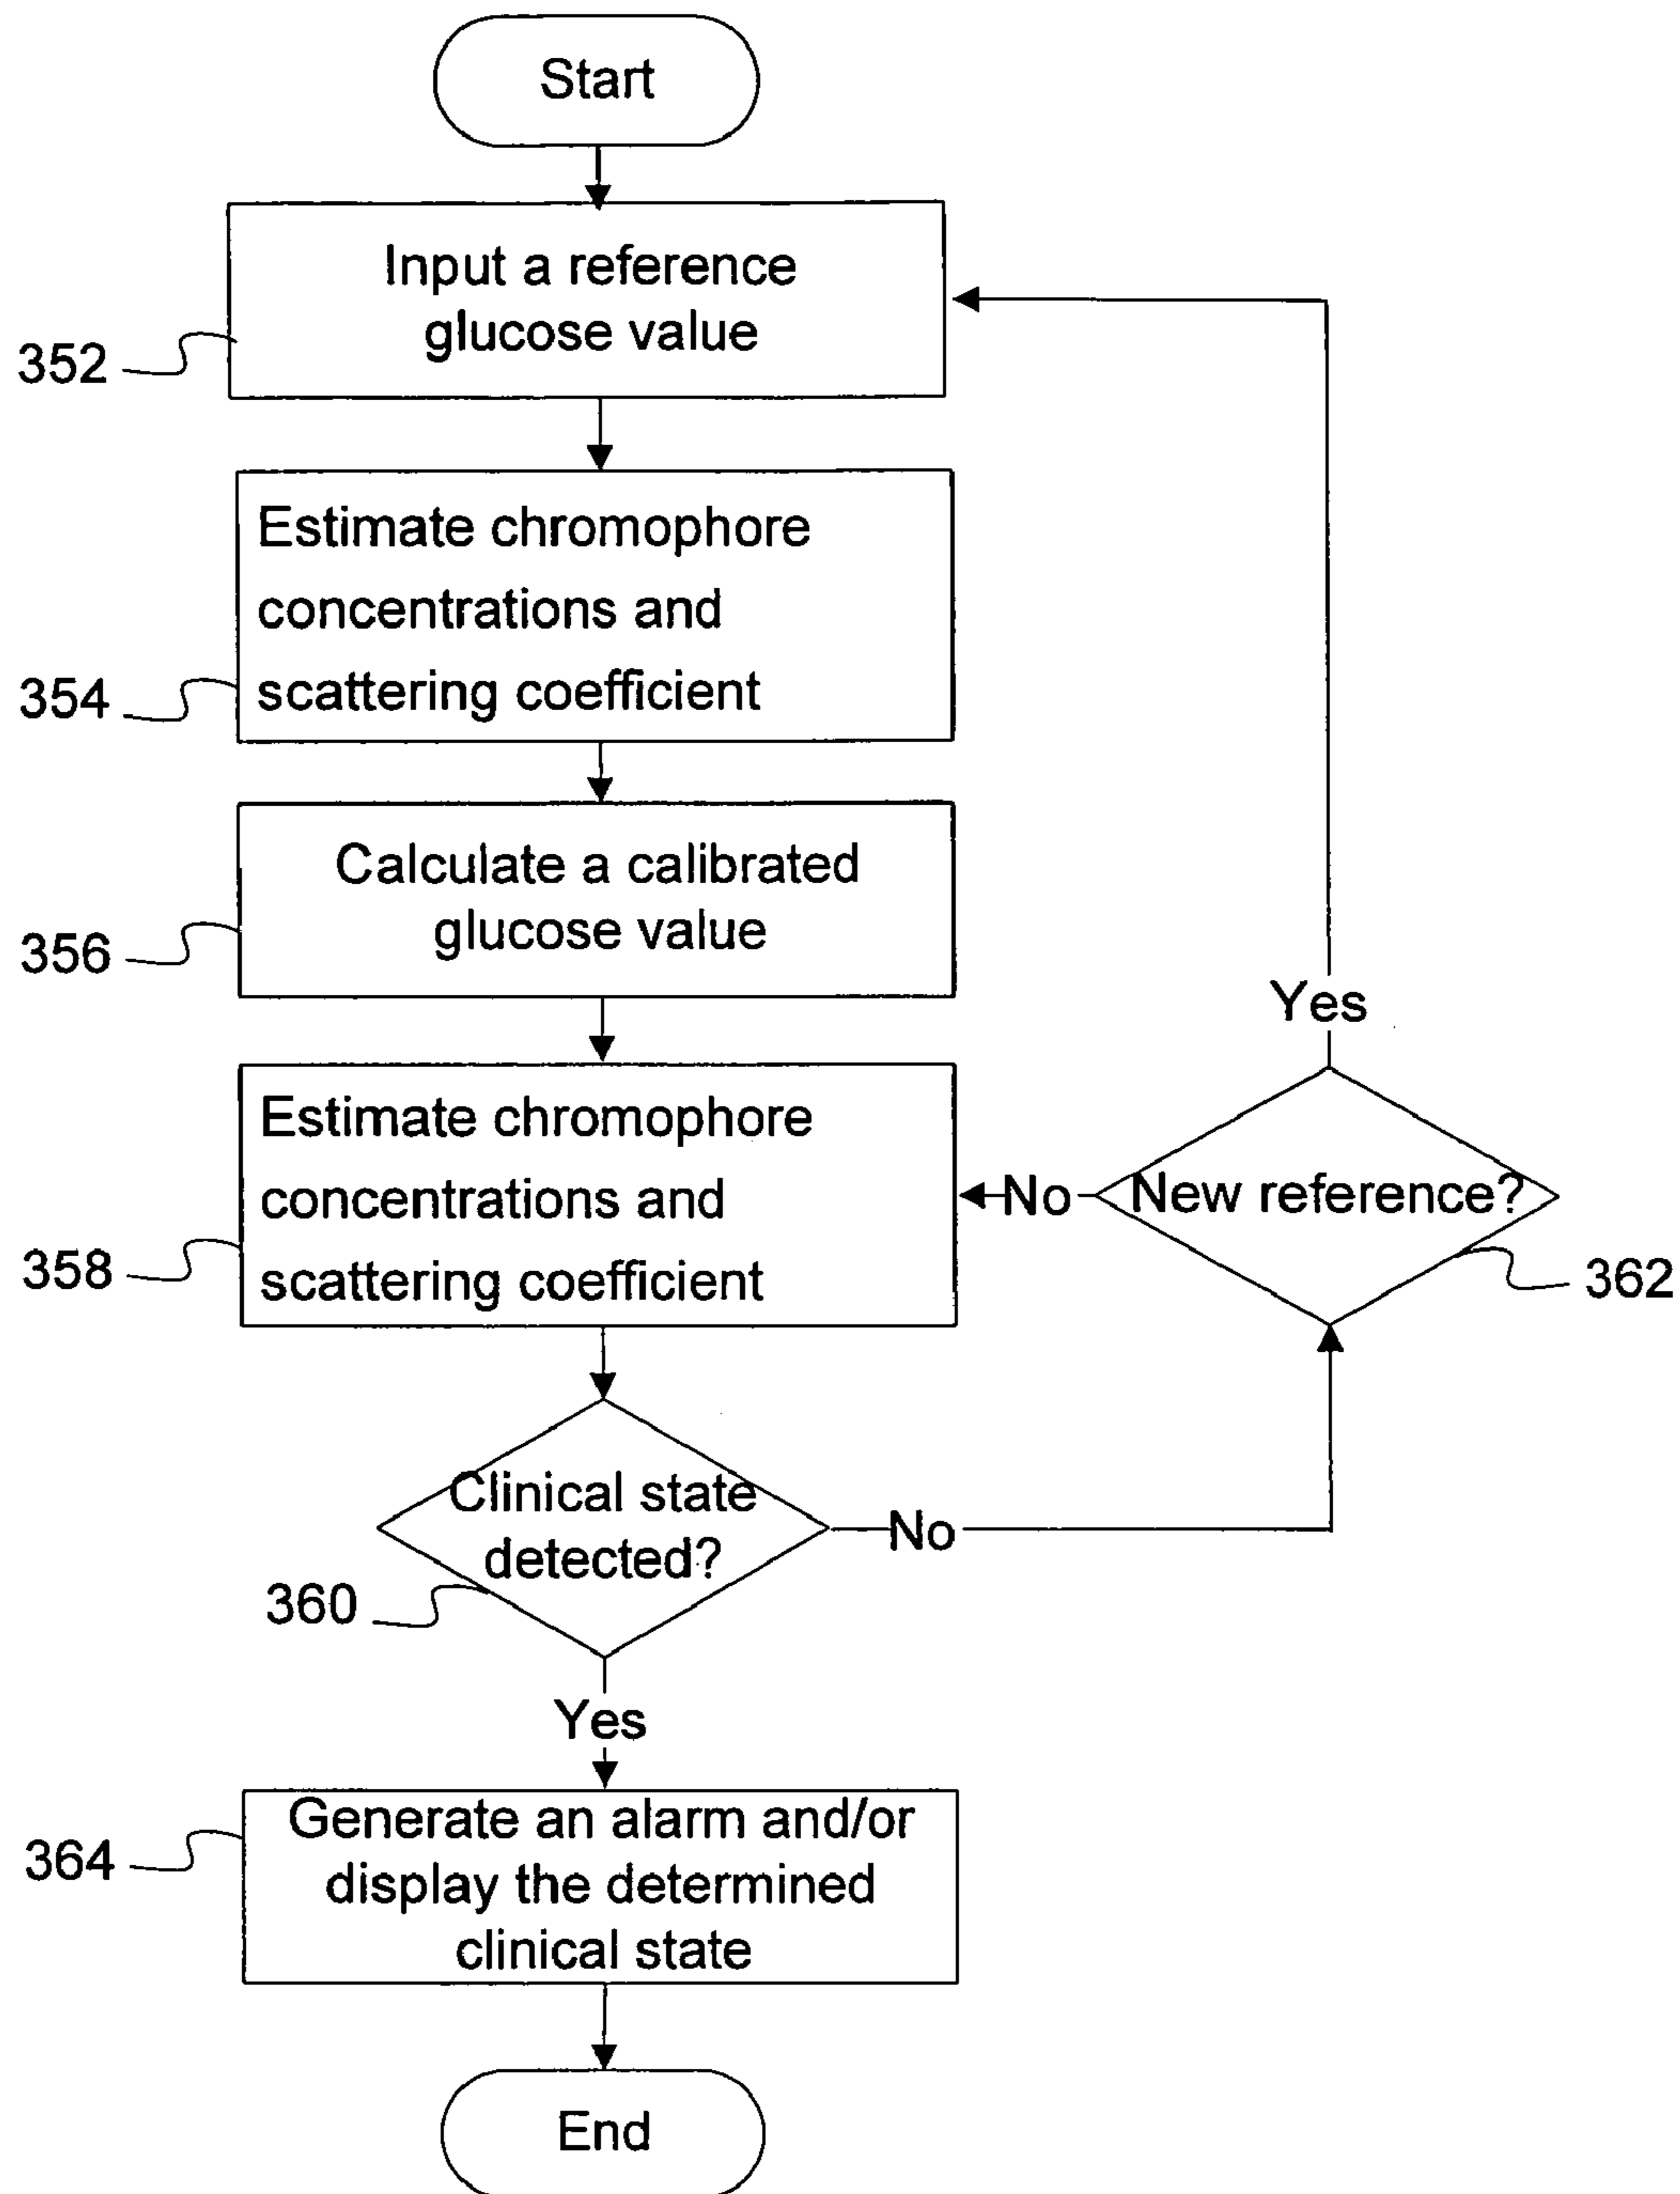 Start
Input a reference
glucose value
352
Estimate chromophore
concentrations and
scattering coefficient
354
Calculate a calibrated
glucose value
356
Yes
Estimate chromophore
concentrations and
scattering coefficient
358
No
New reference?
362
Clinical state
detected?
No
360
Yes
Generate an alarm and/or
display the determined
clinical state
364
End